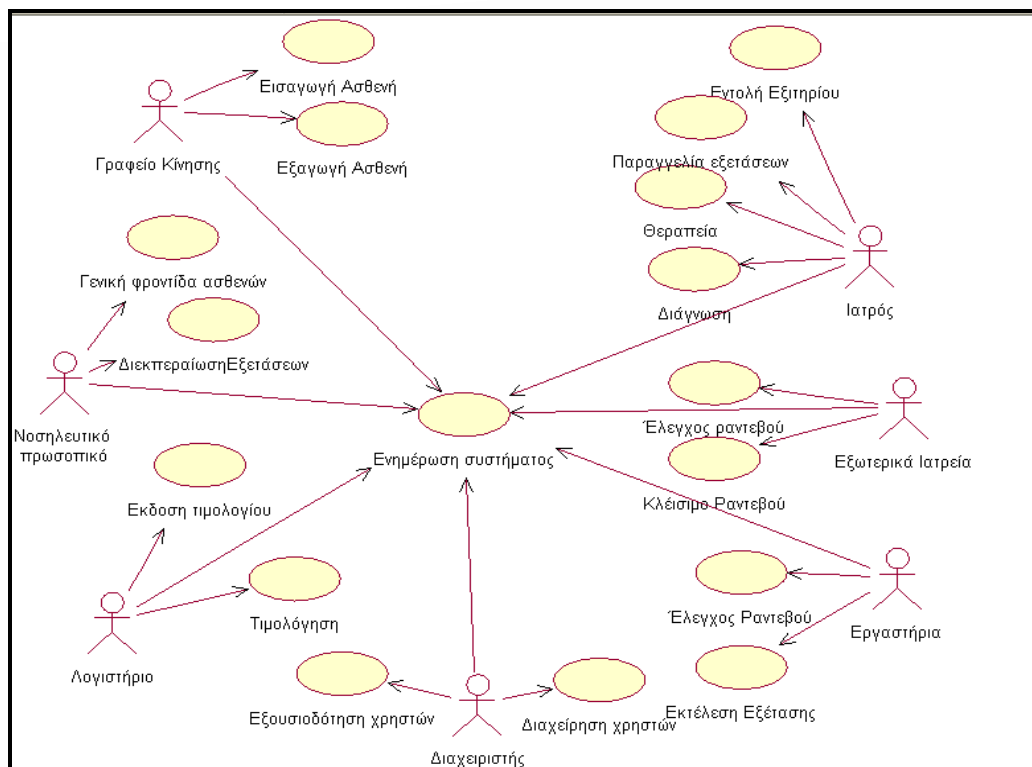 Εισαγωγή Ασθενή
Εντολή Εξιτηρίου
Γραφείο Κίνησης
Εξαγωγή Ασθενή
Παραγγελία εξετάσεων
Θεραπεία
Γενική φροντίδα ασθενών
Διάγνωση
Ιατρός
ΔιεκπεραίωσηΕξετάσεων
Νοσηλευτικό
πρωσοπικό
Έλεγχος ραντεβού
Εξωτερικά Ιατρεία
Ενημέρωση συστήματος
Κλέισιμο Ραντεβού
Εκδοση τιμολογίου
Τιμολόγηση
Έλεγχος Ραντεβού
Εργαστήρια
Λογιστήριο
Εξουσιοδότηση χρηστών
Διαχείρηση χρηστών
Εκτέλεση Εξέτασης
Διαχειριστής